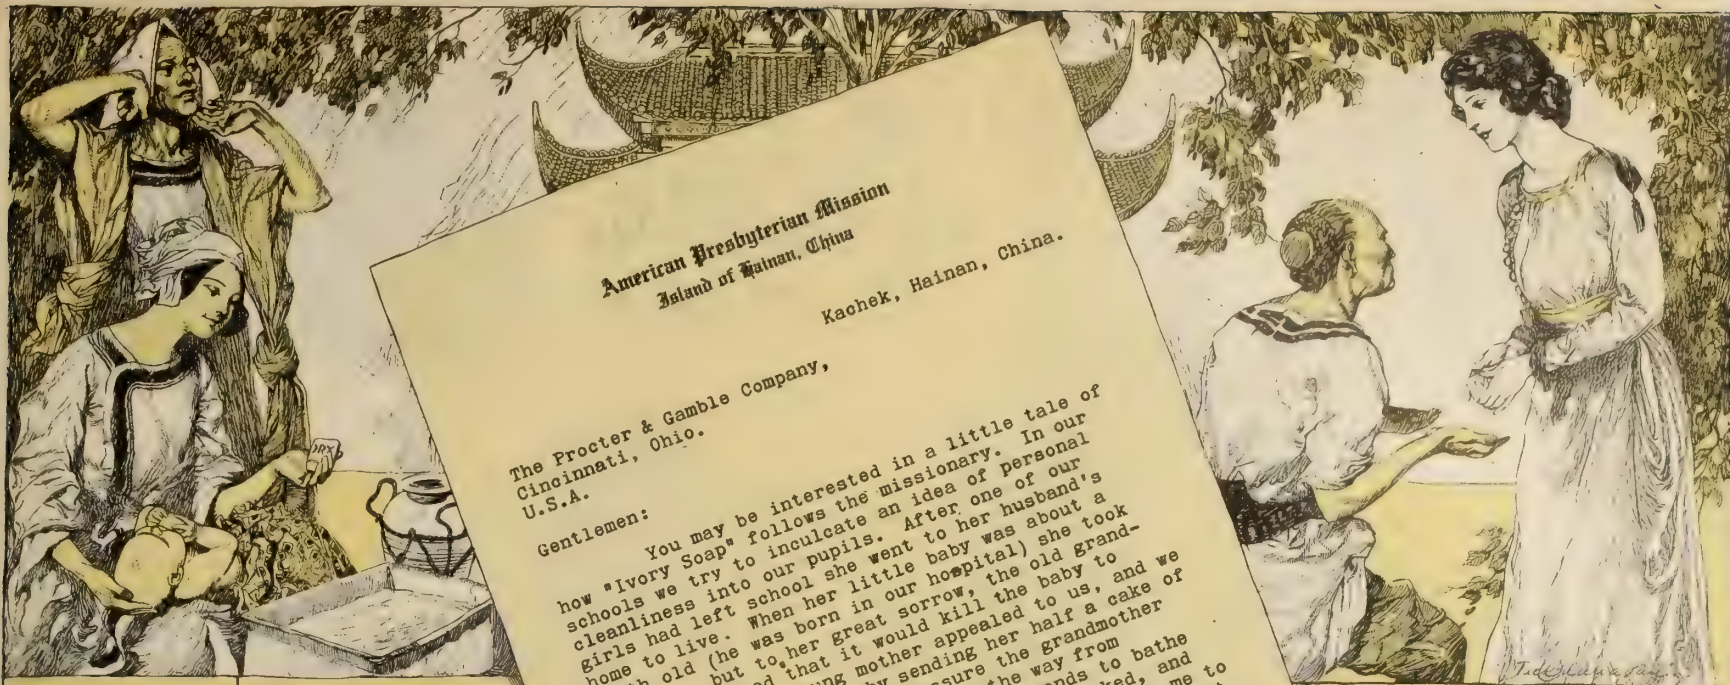 American Presbyterian Mission
Island of Hainan, China
Kachek, Hainan, China.
The Procter & Gamble Company,
Cincinnati, Ohio.
U.S.A.
Gentlemen:
You may be interested in a little tale of
how "Ivory Soap" follows the missionary. In our
schools we try to inculcate an idea of personal
cleanliness into our pupils. After one of our
girls had left school she went to her husband's
home to live. When her little baby was about a
old (he was born in our hospital) she took
but to her great sorrow, the old grand-
that it would kill the baby to
mother appealed to us, and we
sending her half a cake of
the grandmother
the way from
to bathe
and
me to